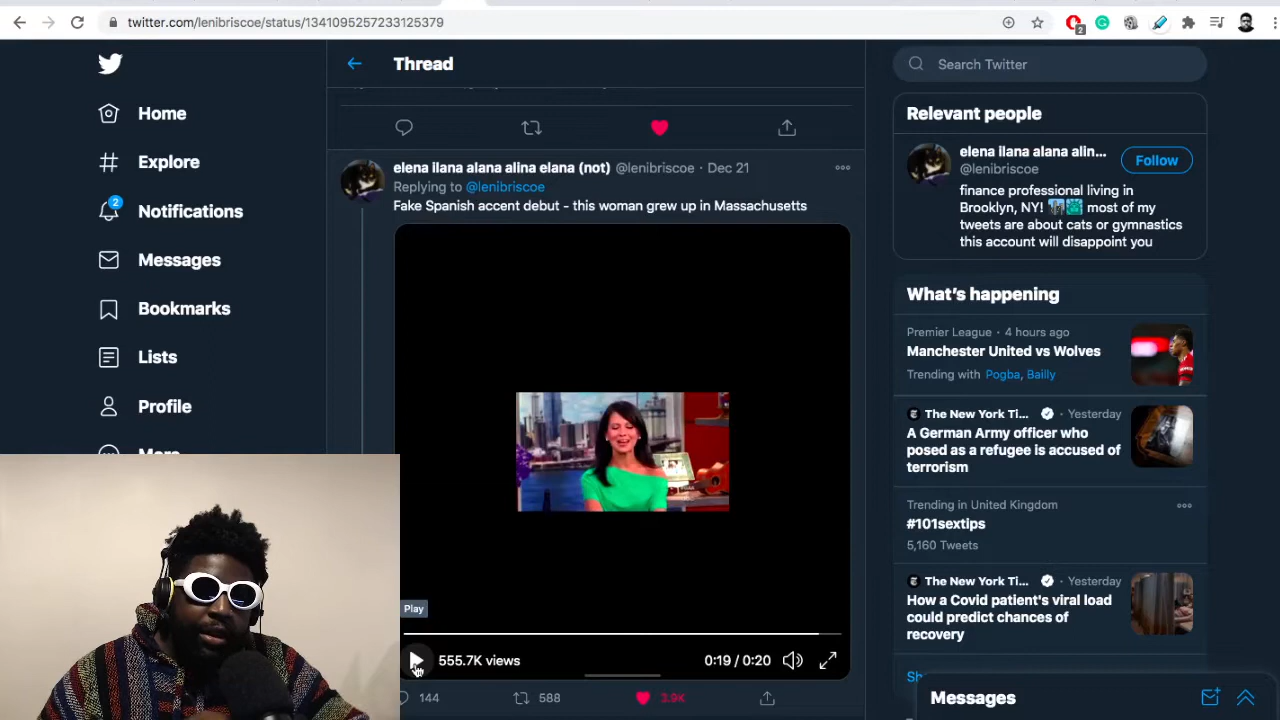 twitter.com/lenibriscoe/status/1341095257233125379
2
Home
Explore
2
Notifications
Messages
Bookmarks
Lists
Profile
Thread
elena ilana alana alina elana (not) @lenibriscoe · Dec 21
Replying to @lenibriscoe
Fake Spanish accent debut - this woman grew up in Massachusetts
Play
555.7K views
0:19 / 0:20
144
588
3.9K
Search Twitter
Relevant people
elena ilana alana alin...
@lenibriscoe
Follow
finance professional living in
Brooklyn, NY! most of my
tweets are about cats or gymnastics
this account will disappoint you
What's happening
Premier League · 4 hours ago
Manchester United vs Wolves
Trending with Pogba, Bailly
The New York Ti... · Yesterday
A German Army officer who
posed as a refugee is accused of
terrorism
Trending in United Kingdom
#101sextips
5,160 Tweets
The New York Ti... · Yesterday
How a Covid patient's viral load
could predict chances of
recovery
Messages